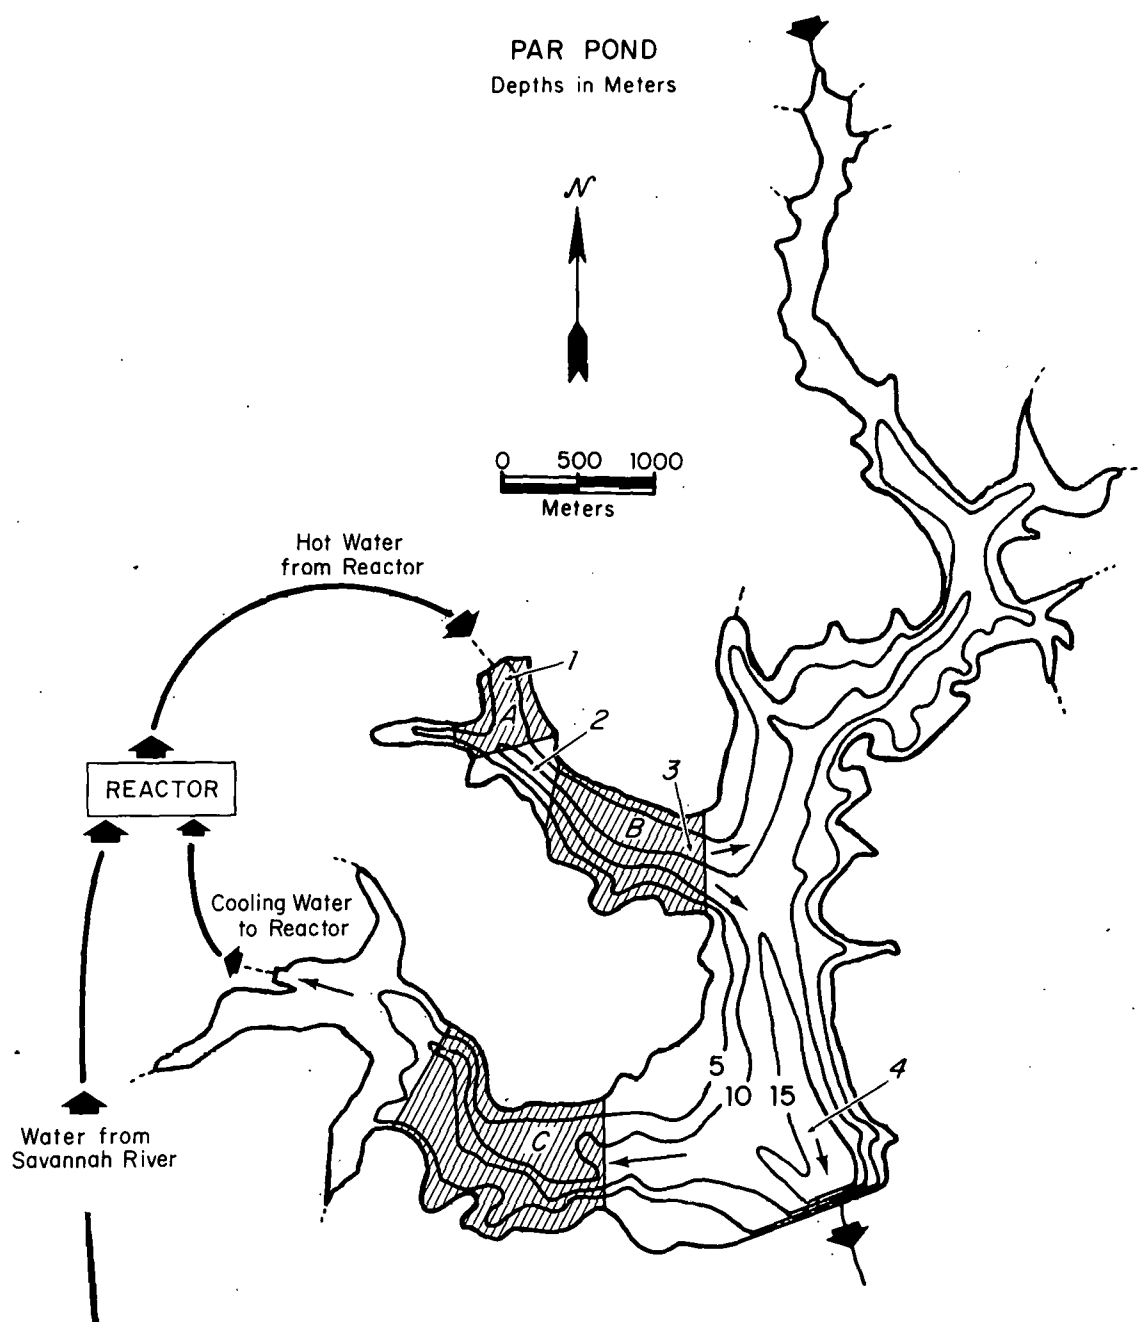 PAR POND
Depths in Meters
N
0 500 1000
Meters
Hot Water
from Reactor
1
A
2
3
B
REACTOR
Cooling Water
to Reactor
5
10 15
4
C
Water from
Savannah River